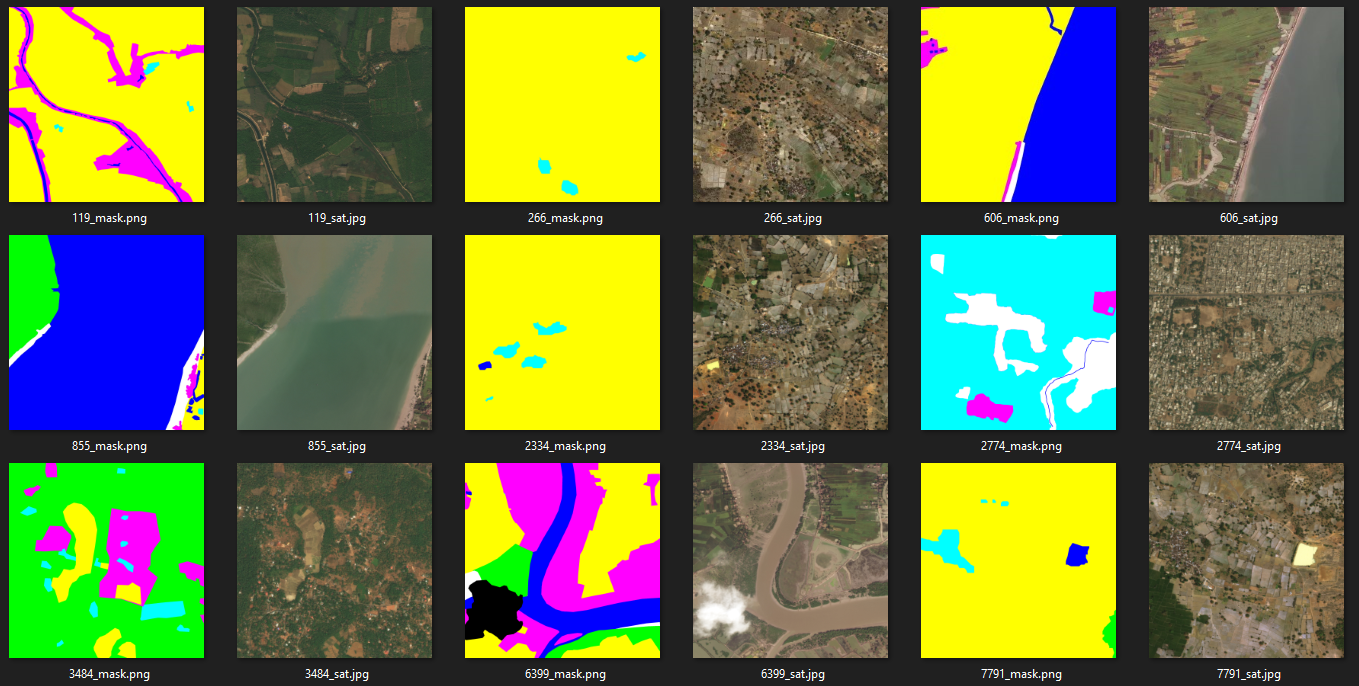 119_mask.png 119_sat.jpg 266_mask.png 266_sat.jpg 606_mask.png 606_sat.jpg
855_mask.png 855_sat.jpg 2334_mask.png 2334_sat.jpg 2774_mask.png 2774_sat.jpg
3484_mask.png 3484_sat.jpg 6399_mask.png 6399_sat.jpg 7791_mask.png 7791_sat.jpg